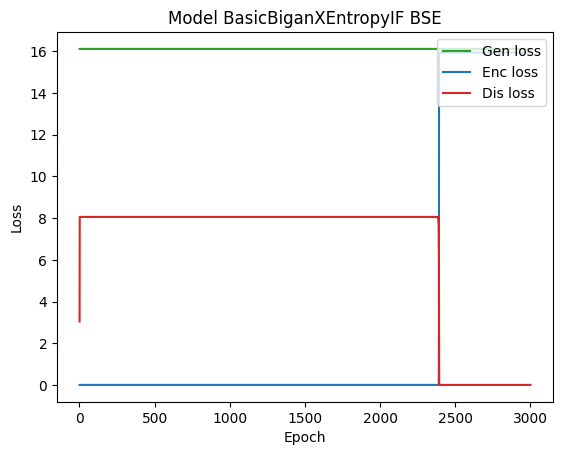 Model BasicBiganXEntropyIF BSE
Gen loss
Enc loss
Dis loss
Loss
16
14
12
10
8
6
4
2
0
0 500 1000 1500 2000 2500 3000
Epoch